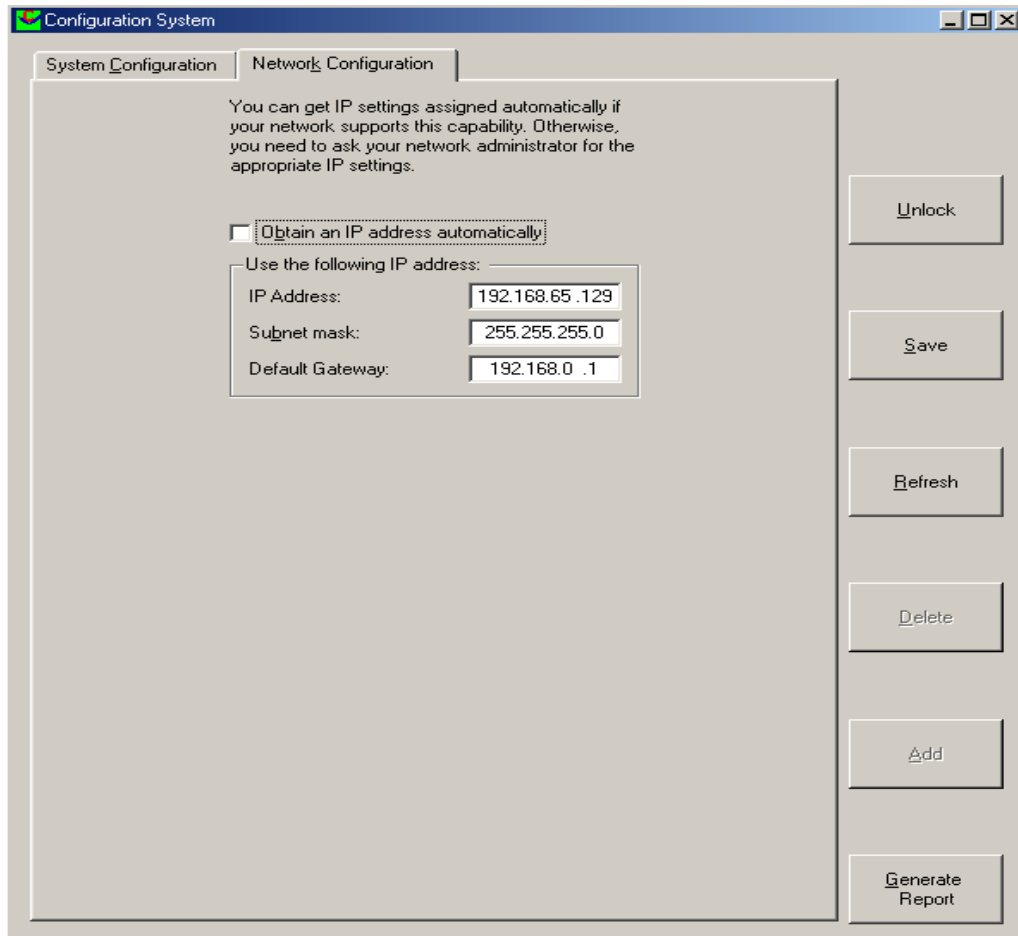 Configuration System
System Configuration
Network Configuration
You can get IP settings assigned automatically if
your network supports this capability. Otherwise,
you need to ask your network administrator for the
appropriate IP settings.
Obtain an IP address automatically
Use the following IP address:
IP Address: 192.168.65 .129
Subnet mask: 255.255.255.0
Default Gateway: 192.168.0 .1
Unlock
Save
Refresh
Delete
Add
Generate
Report